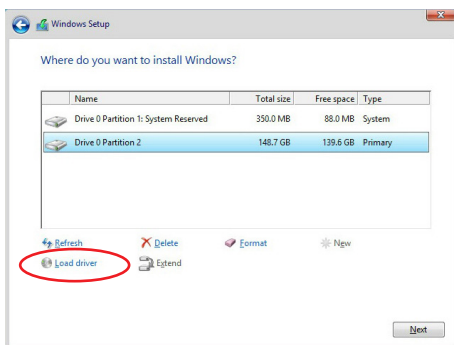 Windows Setup
Where do you want to install Windows?
Name Total size Free space Type
Drive 0 Partition 1: System Reserved 350.0 MB 88.0 MB System
Drive 0 Partition 2 148.7 GB 139.6 GB Primary
Refresh Delete Format New
Load driver Extend
Next